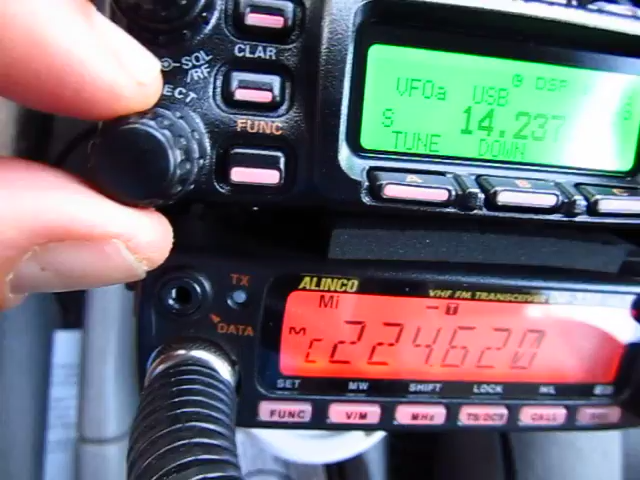 CLAR
SQL
/RF
ECT
FUNC
DSP
VFOa USB
S 14.237
TUNE DOWN
A B C
TX
DATA
ALINCO
VHF FM TRANSCEIVER
Mi - T
M C 224.620
SET MW SHIFT LOCK H/L
FUNC V/M MHz TS/DCS CALL